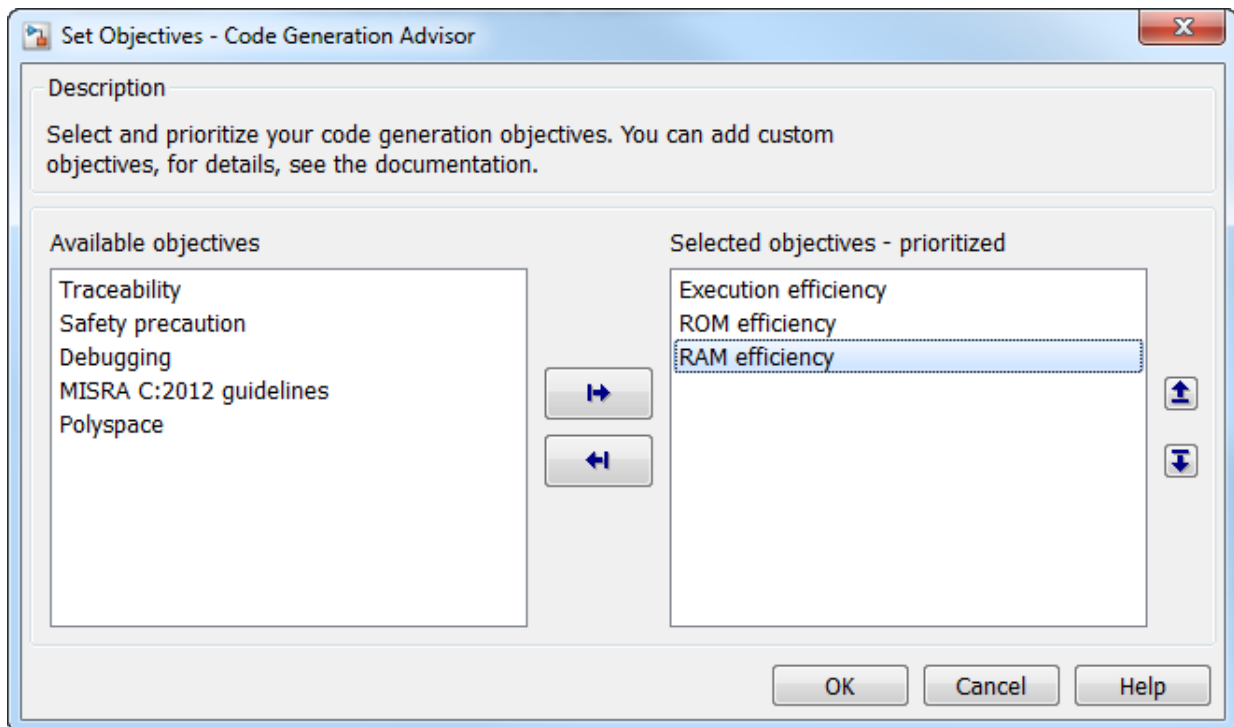 Set Objectives - Code Generation Advisor
Description
Select and prioritize your code generation objectives. You can add custom
objectives, for details, see the documentation.
Available objectives
Traceability
Safety precaution
Debugging
MISRA C:2012 guidelines
Polyspace
Selected objectives - prioritized
Execution efficiency
ROM efficiency
RAM efficiency
OK
Cancel
Help